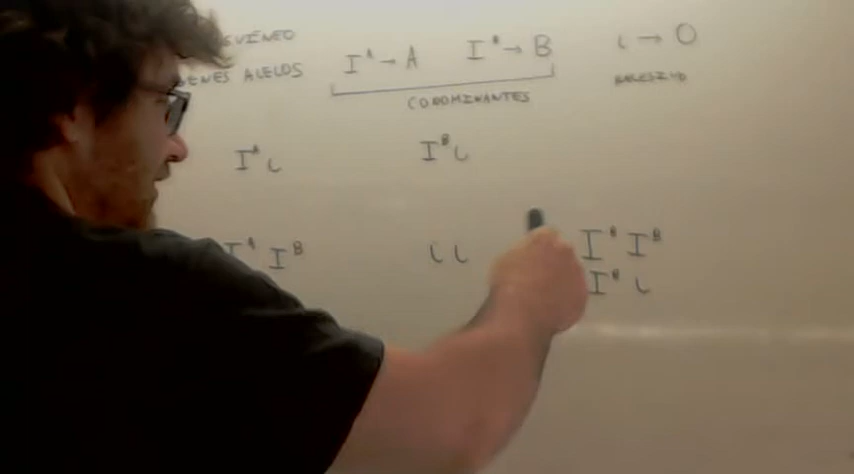 I^A → A I^B → B i → O
GENES ALELOS RECESIVO
CODOMINANTES
I^A i I^B i
I^A I^B i i I^B I^B
I^B i